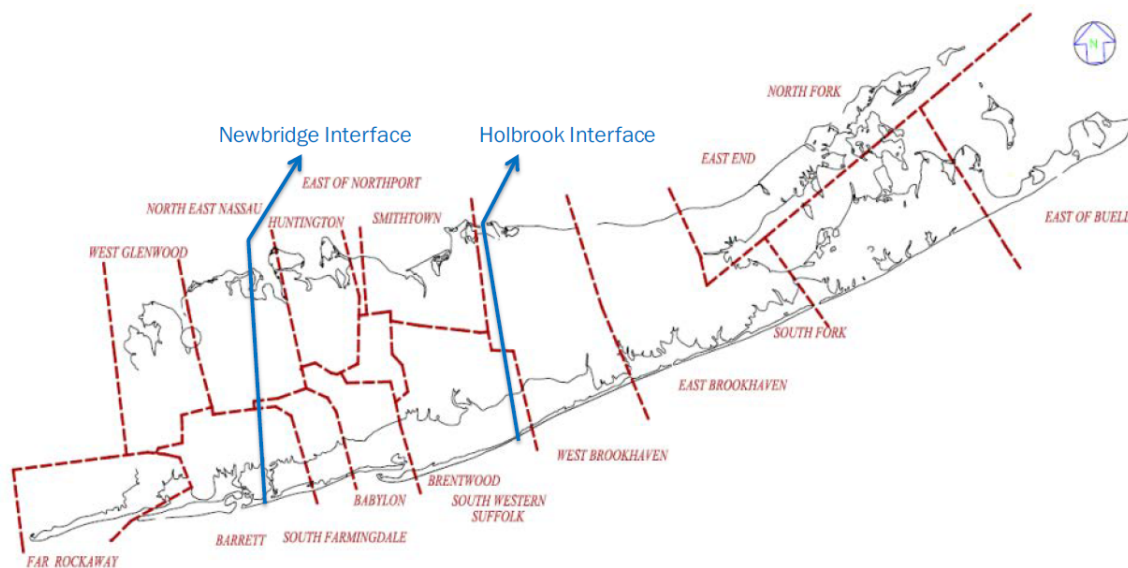 N
NORTH FORK
Newbridge Interface
Holbrook Interface
EAST END
EAST OF NORTHPORT
NORTH EAST NASSAU
HUNTINGTON
SMITHTOWN
EAST OF BUELL
WEST GLENWOOD
SOUTH FORK
EAST BROOKHAVEN
WEST BROOKHAVEN
BRENTWOOD
BABYLON
SOUTH WESTERN
SUFFOLK
BARRETT
SOUTH FARMINGDALE
FAR ROCKAWAY